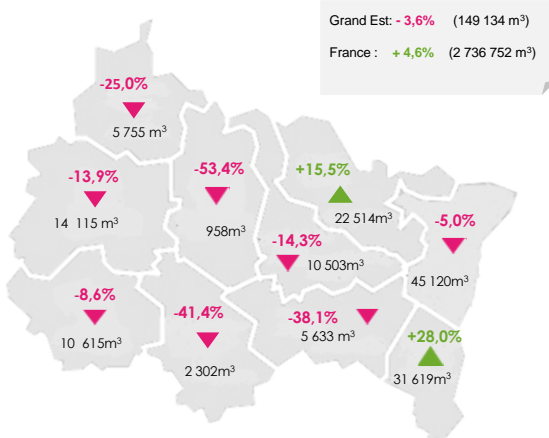 Grand Est: - 3,6% (149 134 m³)
France : + 4,6% (2 736 752 m³)
-25,0%
5 755 m³
-13,9%
14 115 m³
-53,4%
958m³
+15,5%
22 514m³
-14,3%
10 503m³
-5,0%
45 120m³
-8,6%
10 615m³
-41,4%
2 302m³
-38,1%
5 633 m³
+28,0%
31 619m³